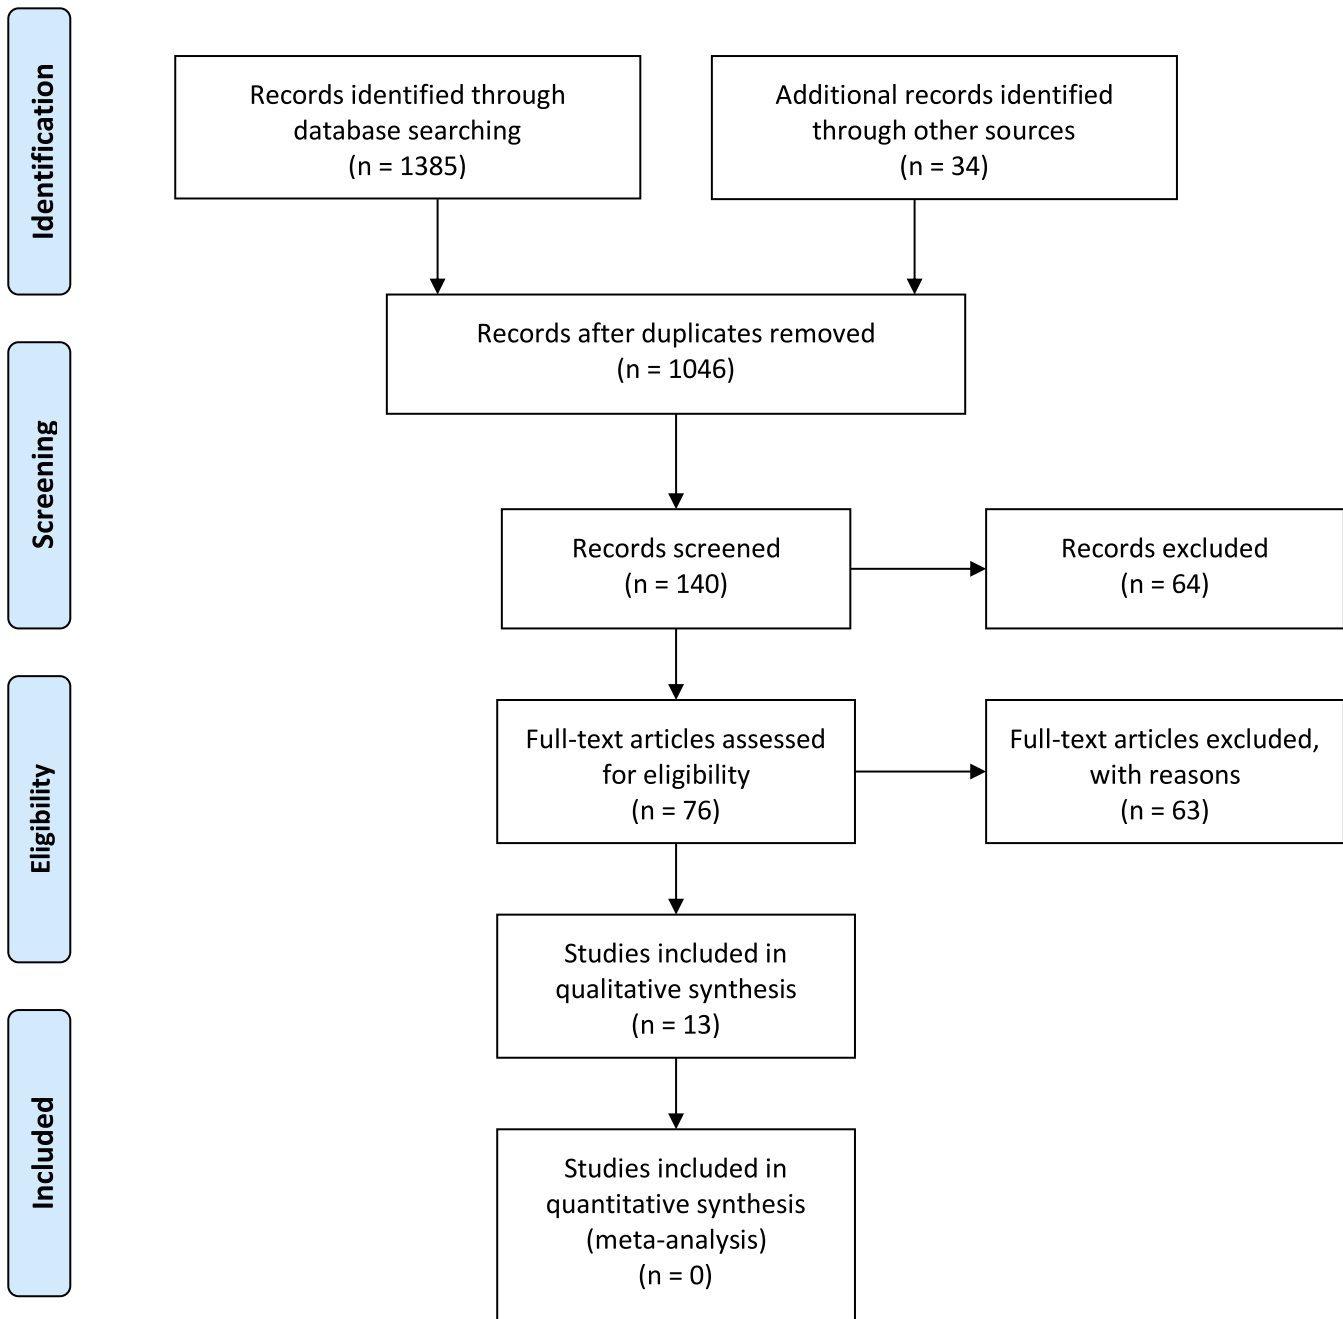 Identification
Records identified through
database searching
(n = 1385)
Additional records identified
through other sources
(n = 34)
Records after duplicates removed
(n = 1046)
Screening
Records screened
(n = 140)
Records excluded
(n = 64)
Eligibility
Full-text articles assessed
for eligibility
(n = 76)
Full-text articles excluded,
with reasons
(n = 63)
Studies included in
qualitative synthesis
(n = 13)
Included
Studies included in
quantitative synthesis
(meta-analysis)
(n = 0)